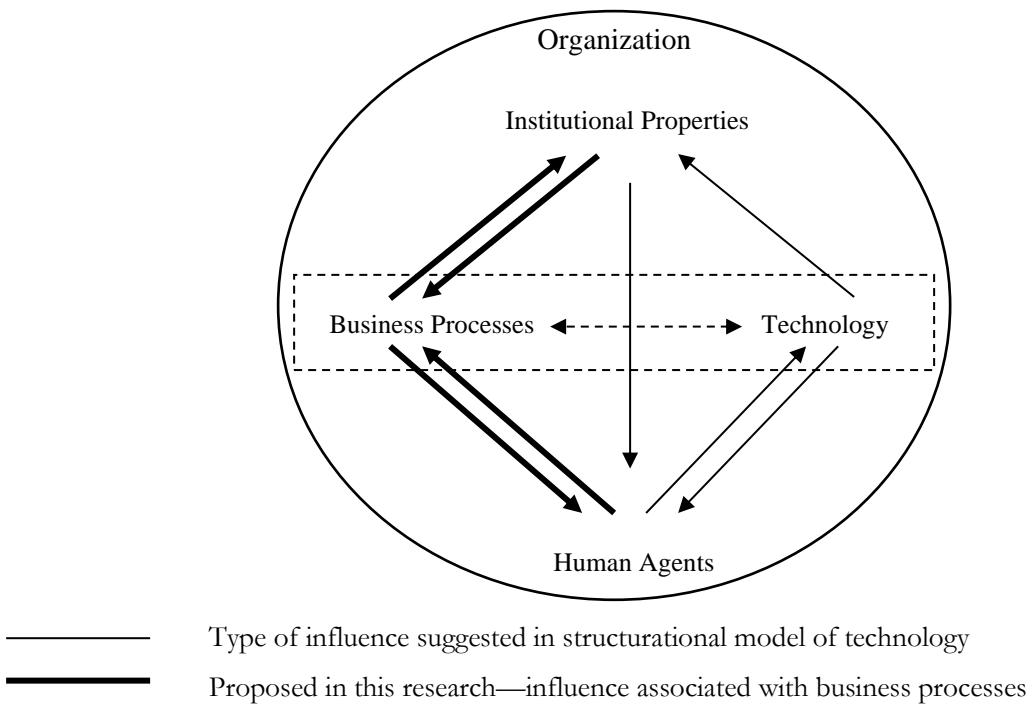 Organization
Institutional Properties
Business Processes
Technology
Human Agents
Type of influence suggested in structurational model of technology
Proposed in this research—influence associated with business processes